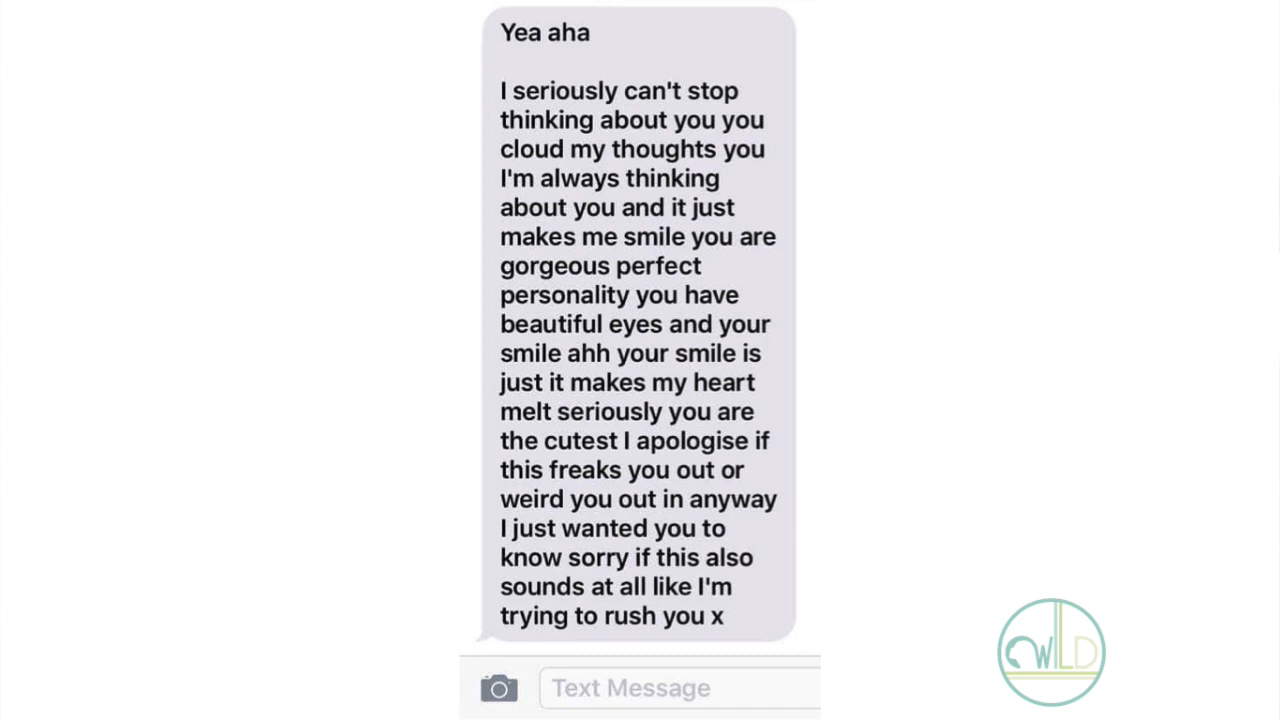 Yea aha
I seriously can't stop
thinking about you you
cloud my thoughts you
I'm always thinking
about you and it just
makes me smile you are
gorgeous perfect
personality you have
beautiful eyes and your
smile ahh your smile is
just it makes my heart
melt seriously you are
the cutest I apologise if
this freaks you out or
weird you out in anyway
I just wanted you to
know sorry if this also
sounds at all like I'm
trying to rush you x
Text Message
CWLD